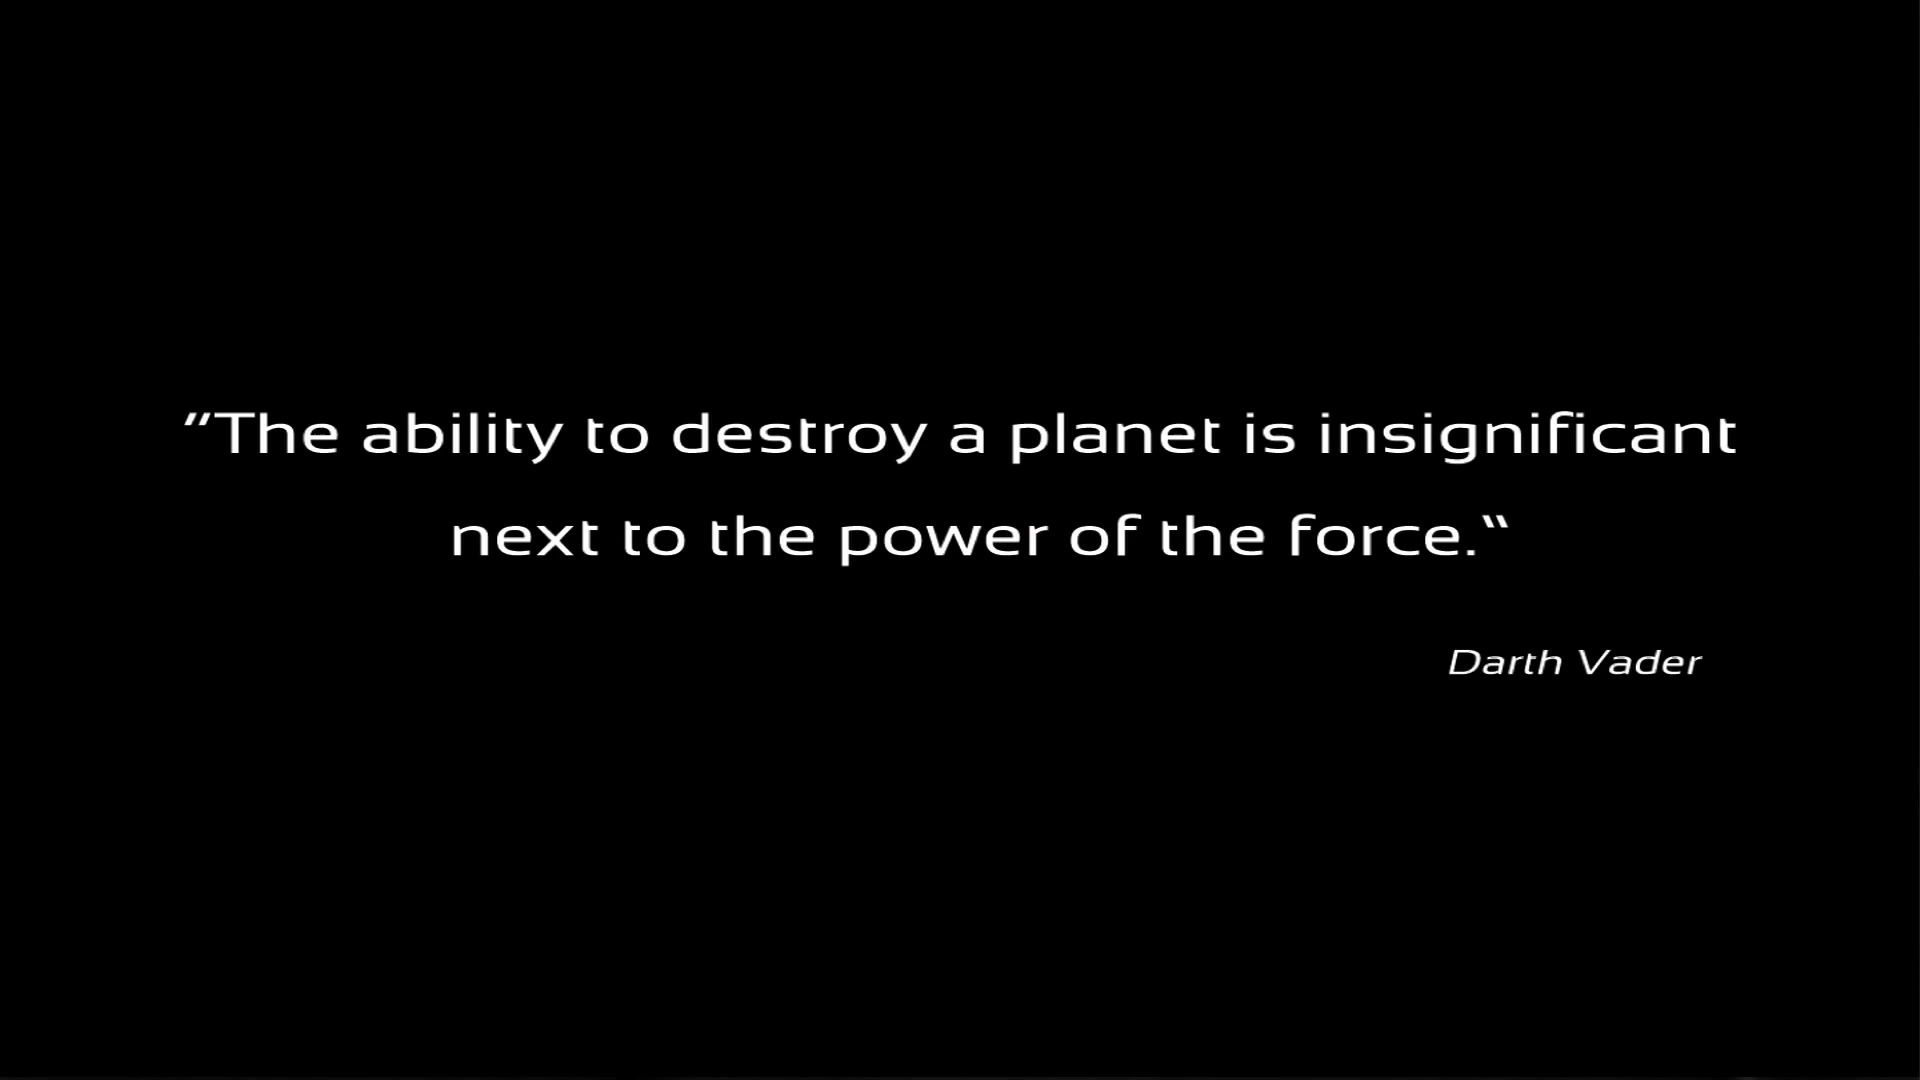 “The ability to destroy a planet is insignificant
next to the power of the force.“
Darth Vader